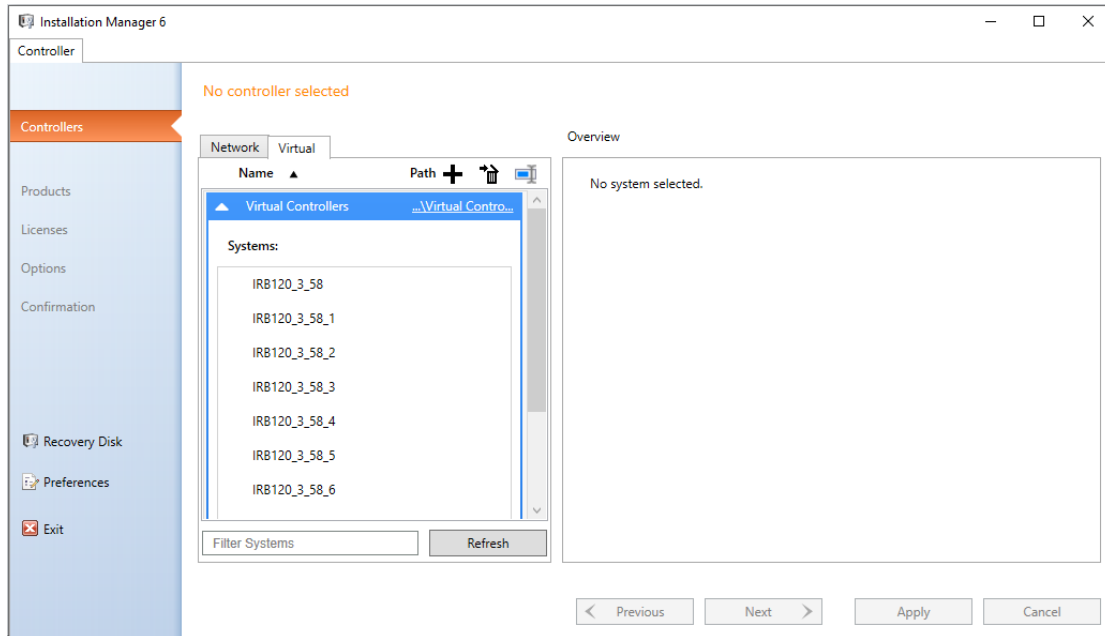 Installation Manager 6
Controller
No controller selected
Controllers
Products
Licenses
Options
Confirmation
Recovery Disk
Preferences
Exit
Network Virtual
Name ▲ Path
Virtual Controllers ...\Virtual Contro...
Systems:
IRB120_3_58
IRB120_3_58_1
IRB120_3_58_2
IRB120_3_58_3
IRB120_3_58_4
IRB120_3_58_5
IRB120_3_58_6
Filter Systems Refresh
Overview
No system selected.
Previous Next Apply Cancel